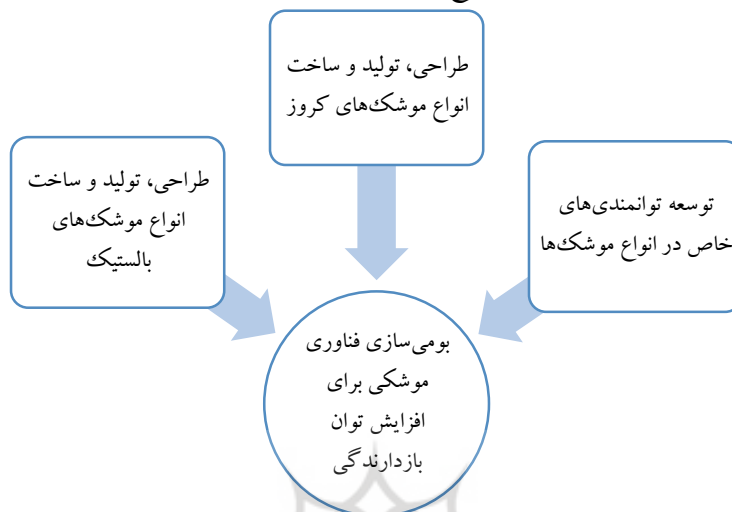 طراحی، تولید و ساخت
انواع موشک‌های کروز
توسعه توانمندی‌های
خاص در انواع موشک‌ها
طراحی، تولید و ساخت
انواع موشک‌های
بالستیک
بومی‌سازی فناوری
موشکی برای
افزایش توان
بازدارندگی